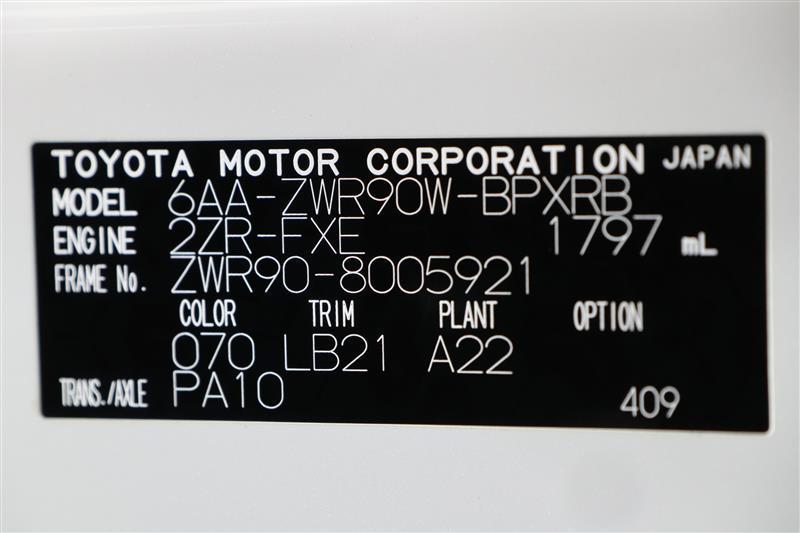 TOYOTA MOTOR CORPORATION JAPAN
MODEL 6AA-ZWR90W-BPXRB
ENGINE 2ZR-FXE 1797 mL
FRAME No. ZWR90-8005921
COLOR TRIM PLANT OPTION
070 LB21 A22
TRANS./AXLE PA10 409